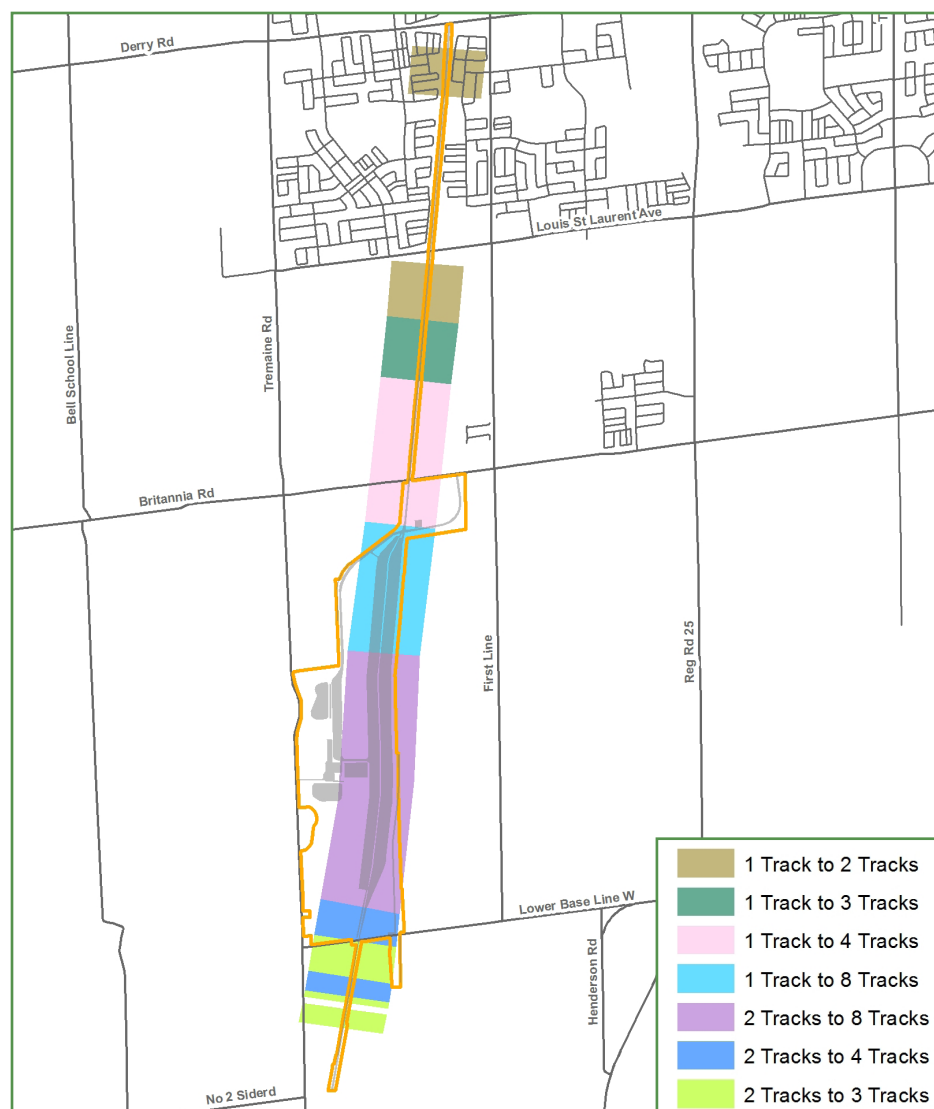 Derry Rd
Louis St Laurent Ave
Bell School Line
Tremaine Rd
Britannia Rd
First Line
Reg Rd 25
Lower Base Line W
Henderson Rd
No 2 Siderd
1 Track to 2 Tracks
1 Track to 3 Tracks
1 Track to 4 Tracks
1 Track to 8 Tracks
2 Tracks to 8 Tracks
2 Tracks to 4 Tracks
2 Tracks to 3 Tracks